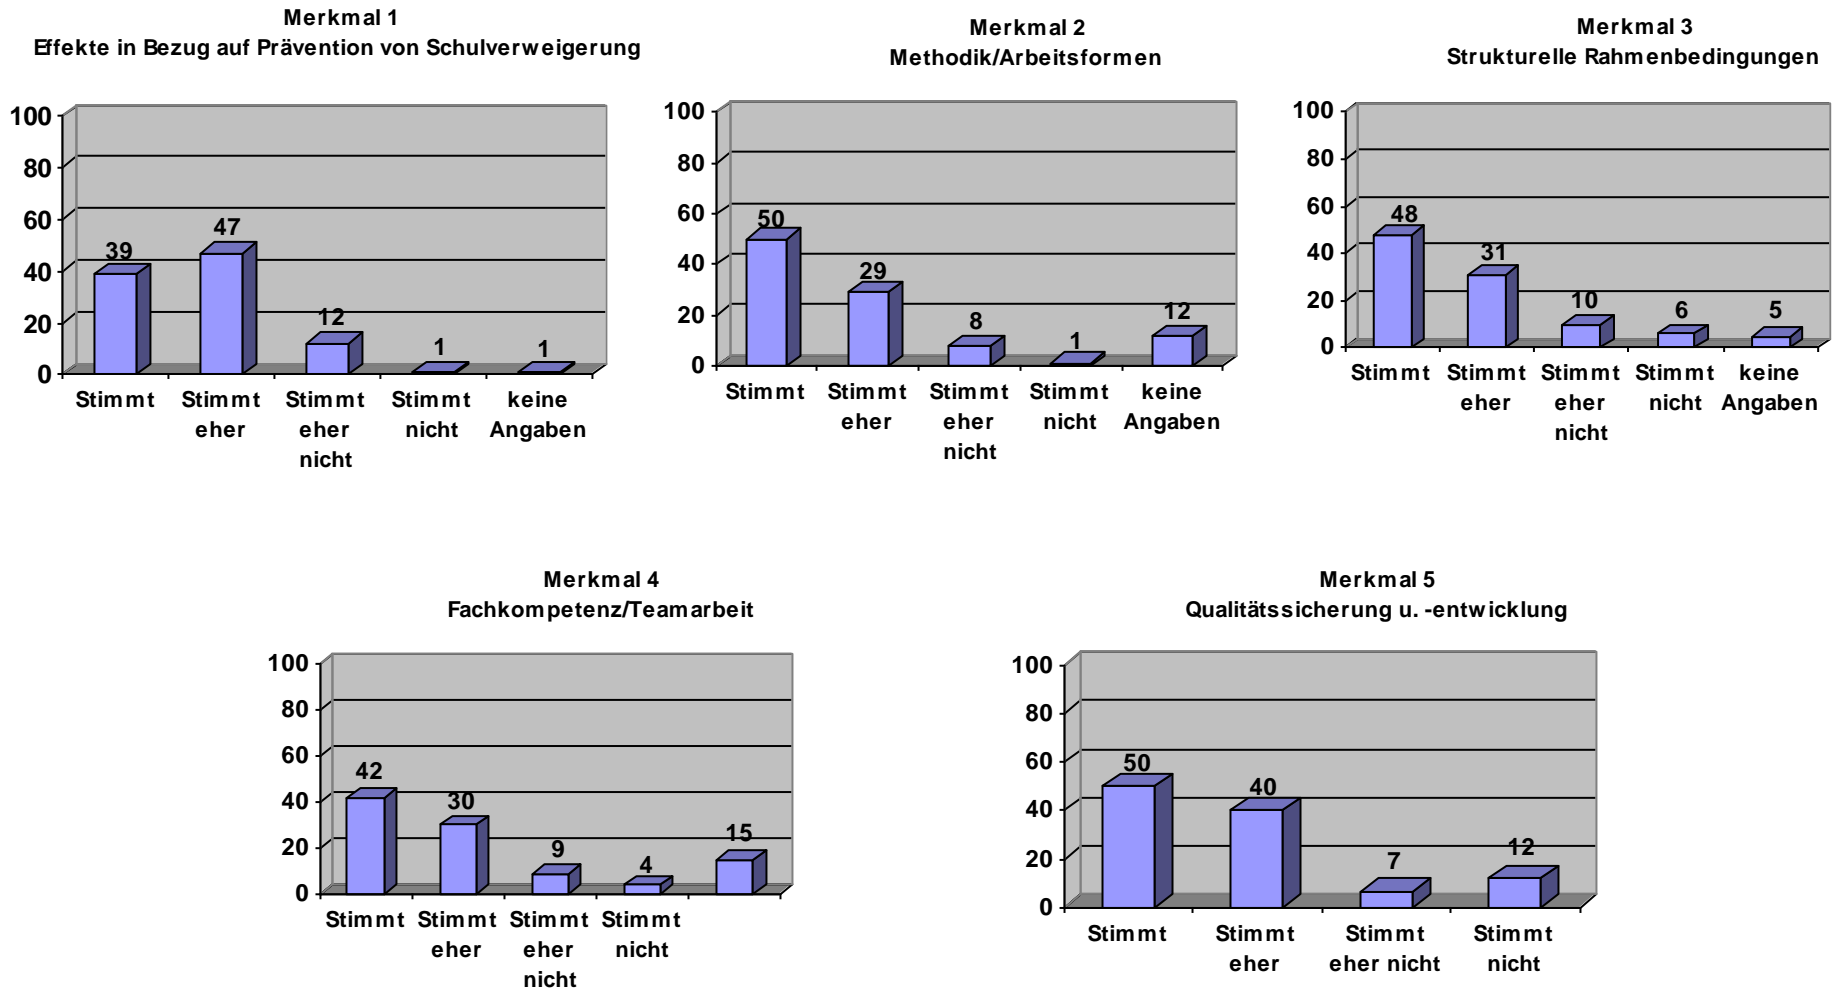 Merkmal 1
Effekte in Bezug auf Prävention von Schulverweigerung
100
80
60
40
20
0
39
47
12
1
1
Stimmt
Stimmt
eher
Stimmt
eher
nicht
Stimmt
nicht
keine
Angaben
Merkmal 2
Methodik/Arbeitsformen
100
80
60
40
20
0
50
29
8
1
12
Stimmt
Stimmt
eher
Stimmt
eher
nicht
Stimmt
nicht
keine
Angaben
Merkmal 3
Strukturelle Rahmenbedingungen
100
80
60
40
20
0
48
31
10
6
5
Stimmt
Stimmt
eher
Stimmt
eher
nicht
Stimmt
nicht
keine
Angaben
Merkmal 4
Fachkompetenz/Teamarbeit
100
80
60
40
20
0
42
30
9
4
15
Stimmt
Stimmt
eher
Stimmt
eher
nicht
Stimmt
nicht
Merkmal 5
Qualitätssicherung u. -entwicklung
100
80
60
40
20
0
50
40
7
12
Stimmt
Stimmt
eher
Stimmt
eher nicht
Stimmt
nicht